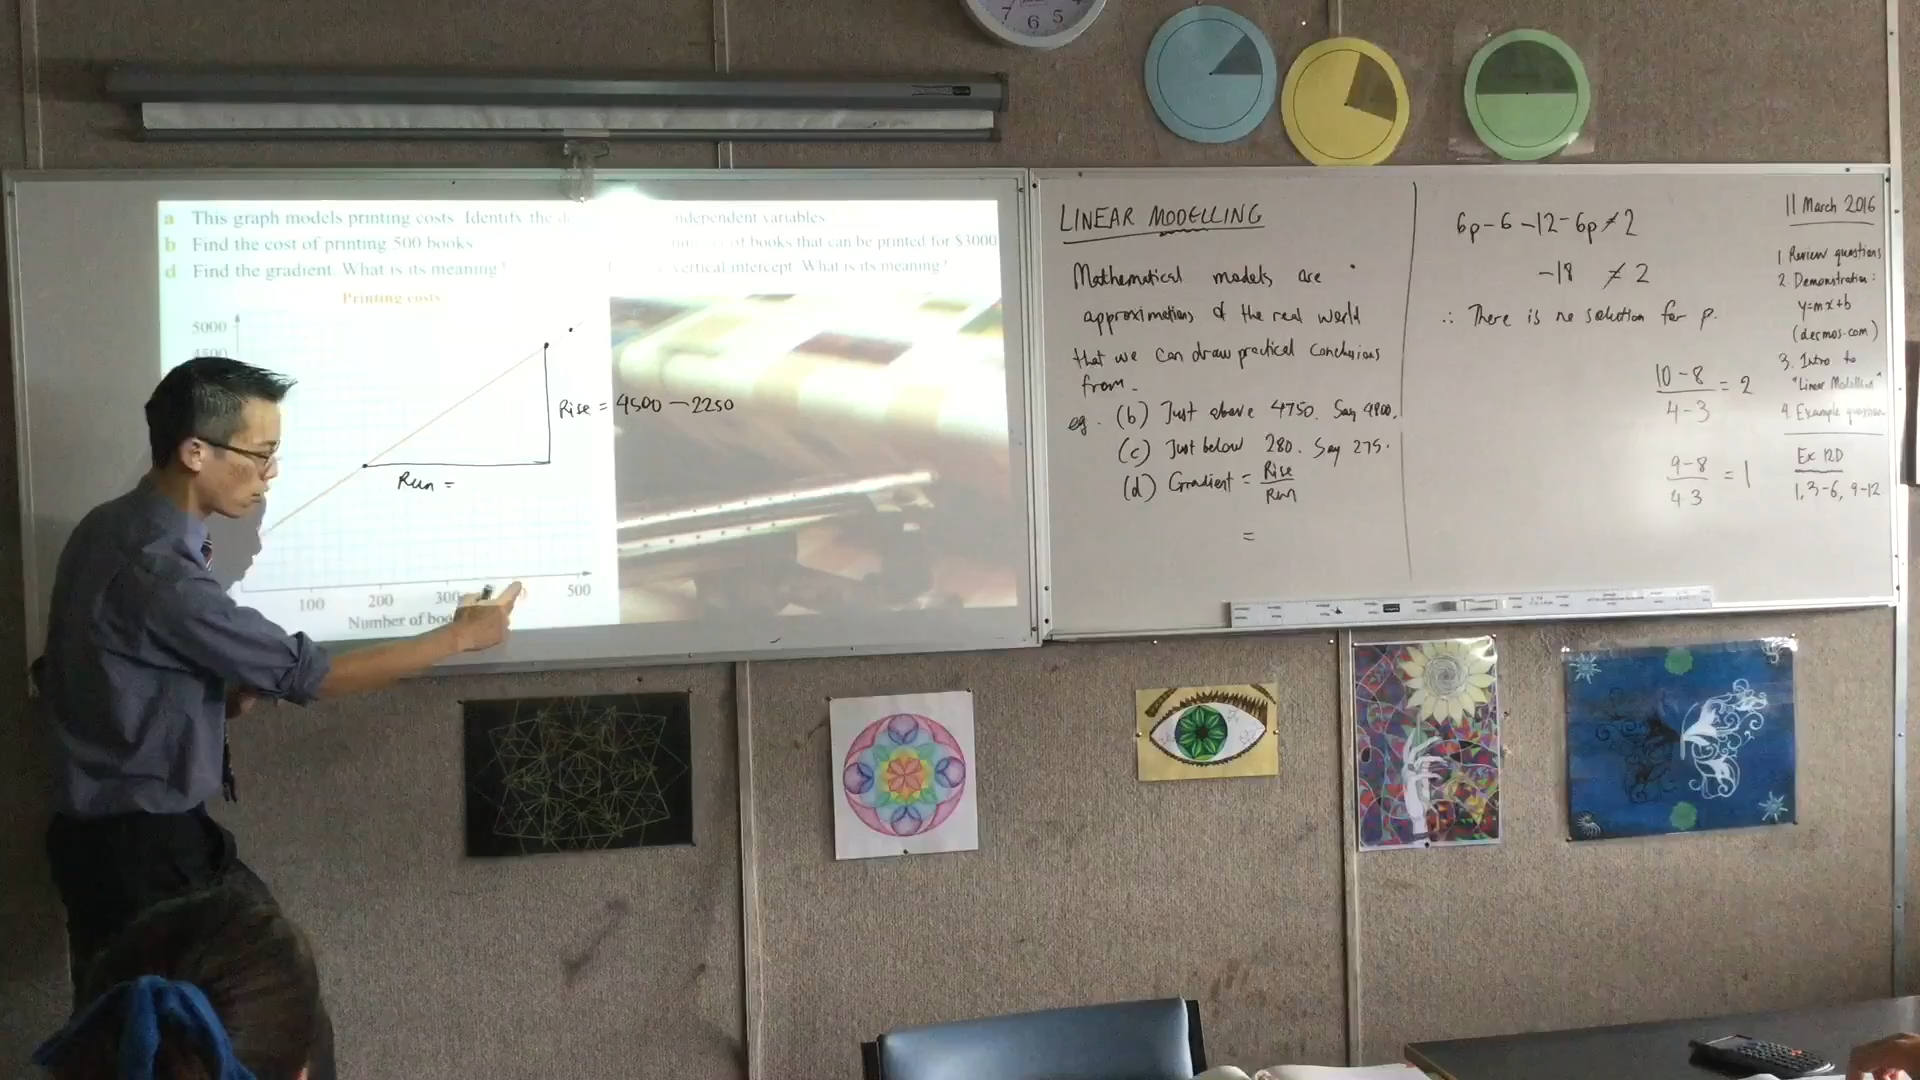 7 6 5
a This graph models printing costs. Identify the independent variables
b Find the cost of printing 500 books of books that can be printed for $3000
d Find the gradient. What is its meaning? vertical intercept. What is its meaning?
Printing costs
5000
4500
Rise = 4500 - 2250
Run =
100 200 300 500
Number of
LINEAR MODELLING
Mathematical models are
approximations of the real world
that we can draw practical conclusions
from.
eg. (b) Just above 4750. Say 4800.
(c) Just below 280. Say 275.
(d) Gradient = Rise
Run
=
6p-6-12-6p≠2
-18 ≠ 2
∴ There is no solution for p.
10-8
4-3
= 2
9-8
4-3
= 1
11 March 2016
1 Review questions
2. Demonstration:
y=mx+b
(desmos.com)
3. Intro to
"Linear Modelling"
4. Example question
Ex 12D
1, 3-6, 9-12